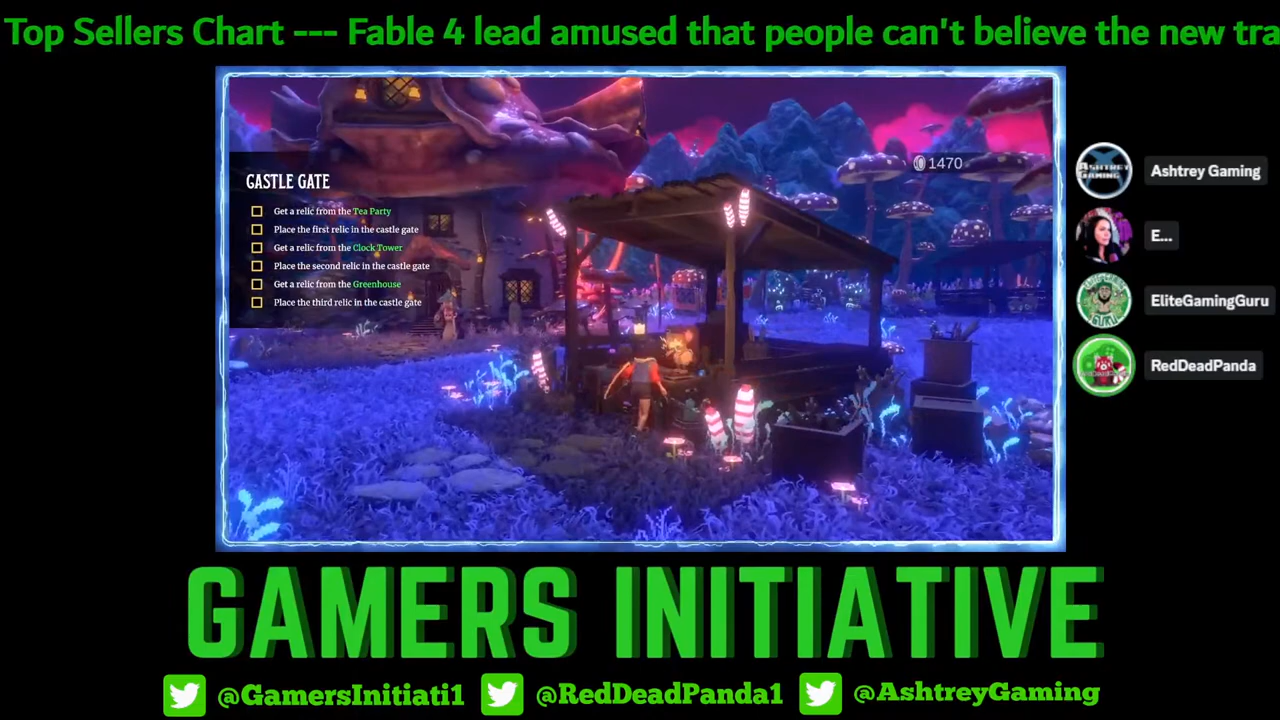 Top Sellers Chart --- Fable 4 lead amused that people can't believe the new tra
CASTLE GATE
1470
Get a relic from the Tea Party
Place the first relic in the castle gate
Get a relic from the Clock Tower
Place the second relic in the castle gate
Get a relic from the Greenhouse
Place the third relic in the castle gate
ASHTREY GAMING
Ashtrey Gaming
E...
EliteGamingGuru
RedDeadPanda
GAMERS INITIATIVE
@GamersInitiati1 @RedDeadPanda1 @AshtreyGaming